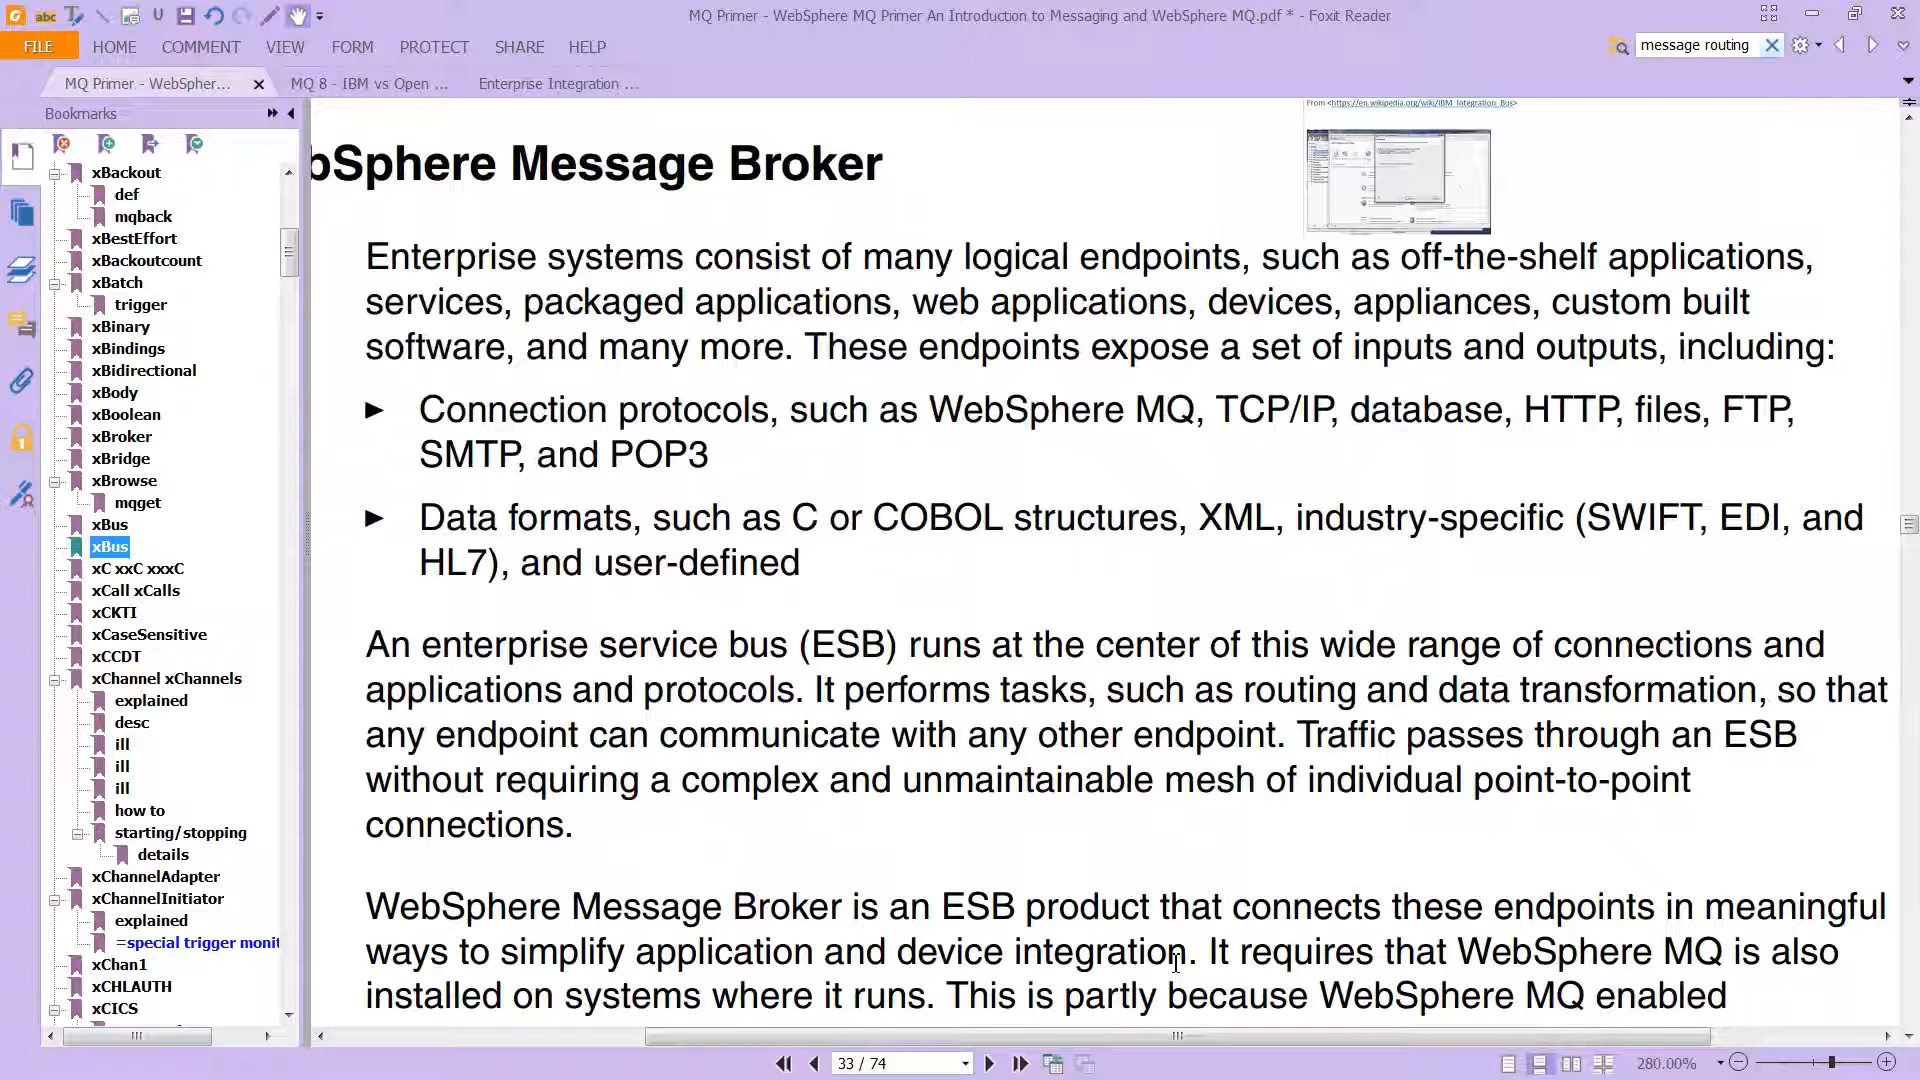 MQ Primer - WebSphere MQ Primer An Introduction to Messaging and WebSphere MQ.pdf * - Foxit Reader
FILE HOME COMMENT VIEW FORM PROTECT SHARE HELP
message routing
MQ Primer - WebSpher... MQ 8 - IBM vs Open ... Enterprise Integration ...
Bookmarks
xBackout
def
mqback
xBestEffort
xBackoutcount
xBatch
trigger
xBinary
xBindings
xBidirectional
xBody
xBoolean
xBroker
xBridge
xBrowse
mqget
xBus
xBus
xC xxC xxxC
xCall xCalls
xCKTI
xCaseSensitive
xCCDT
xChannel xChannels
explained
desc
ill
ill
ill
how to
starting/stopping
details
xChannelAdapter
xChannelInitiator
explained
=special trigger monit
xChan1
xCHLAUTH
xCICS
From <https://en.wikipedia.org/wiki/IBM_Integration_Bus>
bSphere Message Broker
Enterprise systems consist of many logical endpoints, such as off-the-shelf applications,
services, packaged applications, web applications, devices, appliances, custom built
software, and many more. These endpoints expose a set of inputs and outputs, including:
► Connection protocols, such as WebSphere MQ, TCP/IP, database, HTTP, files, FTP,
SMTP, and POP3
► Data formats, such as C or COBOL structures, XML, industry-specific (SWIFT, EDI, and
HL7), and user-defined
An enterprise service bus (ESB) runs at the center of this wide range of connections and
applications and protocols. It performs tasks, such as routing and data transformation, so that
any endpoint can communicate with any other endpoint. Traffic passes through an ESB
without requiring a complex and unmaintainable mesh of individual point-to-point
connections.
WebSphere Message Broker is an ESB product that connects these endpoints in meaningful
ways to simplify application and device integration. It requires that WebSphere MQ is also
installed on systems where it runs. This is partly because WebSphere MQ enabled
33 / 74
280.00%